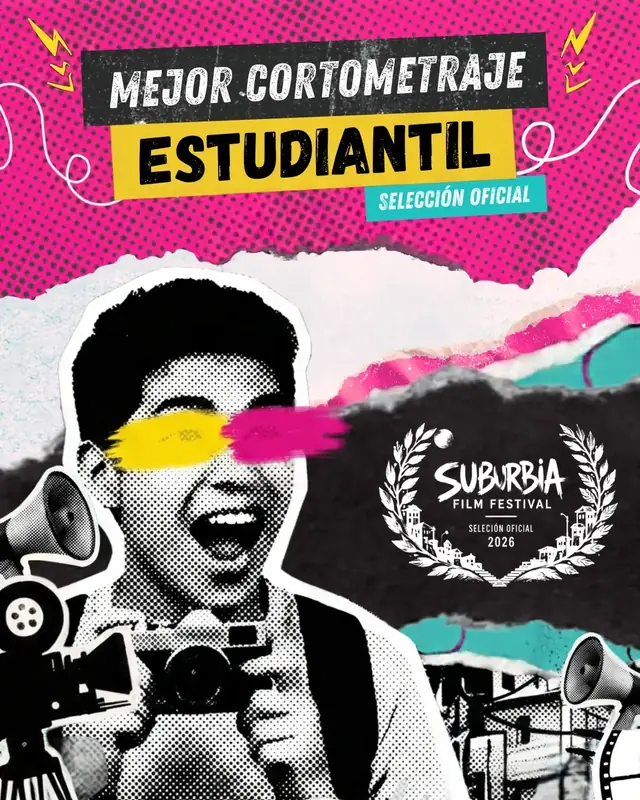 MEJOR CORTOMETRAJE
ESTUDIANTIL
SELECCIÓN OFICIAL
SUBURBIA
FILM FESTIVAL
SELECIÓN OFICIAL
2026